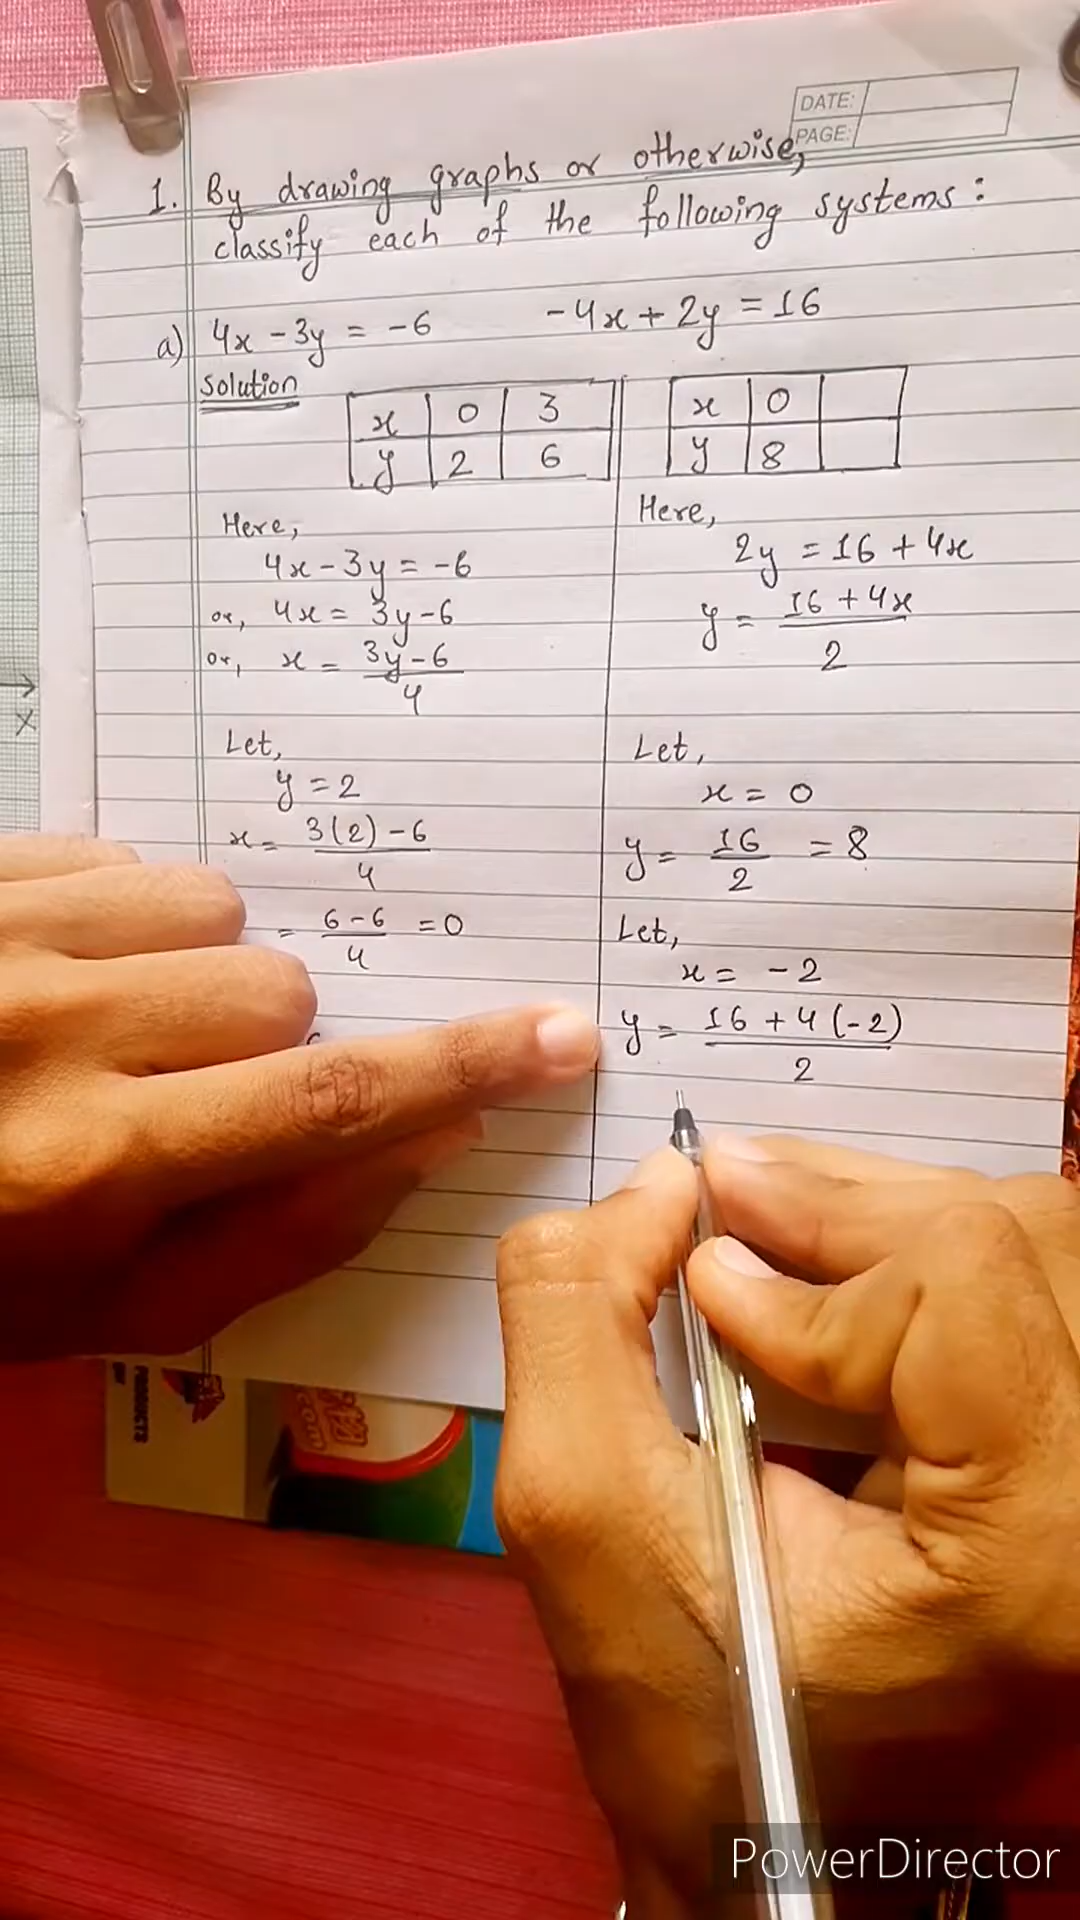 DATE:
PAGE:
1. By drawing graphs or otherwise,
classify each of the following systems:
a) 4x - 3y = -6 -4x + 2y = 16
Solution
x 0 3
y 2 6
x 0
y 8
Here,
4x - 3y = -6
or, 4x = 3y - 6
or, x = 3y - 6
4
Let,
y = 2
x = 3(2) - 6
4
= 6 - 6 = 0
4
Here,
2y = 16 + 4x
y = 16 + 4x
2
Let,
x = 0
y = 16 = 8
2
Let,
x = -2
y = 16 + 4(-2)
2
X
PRODUCTS
PowerDirector